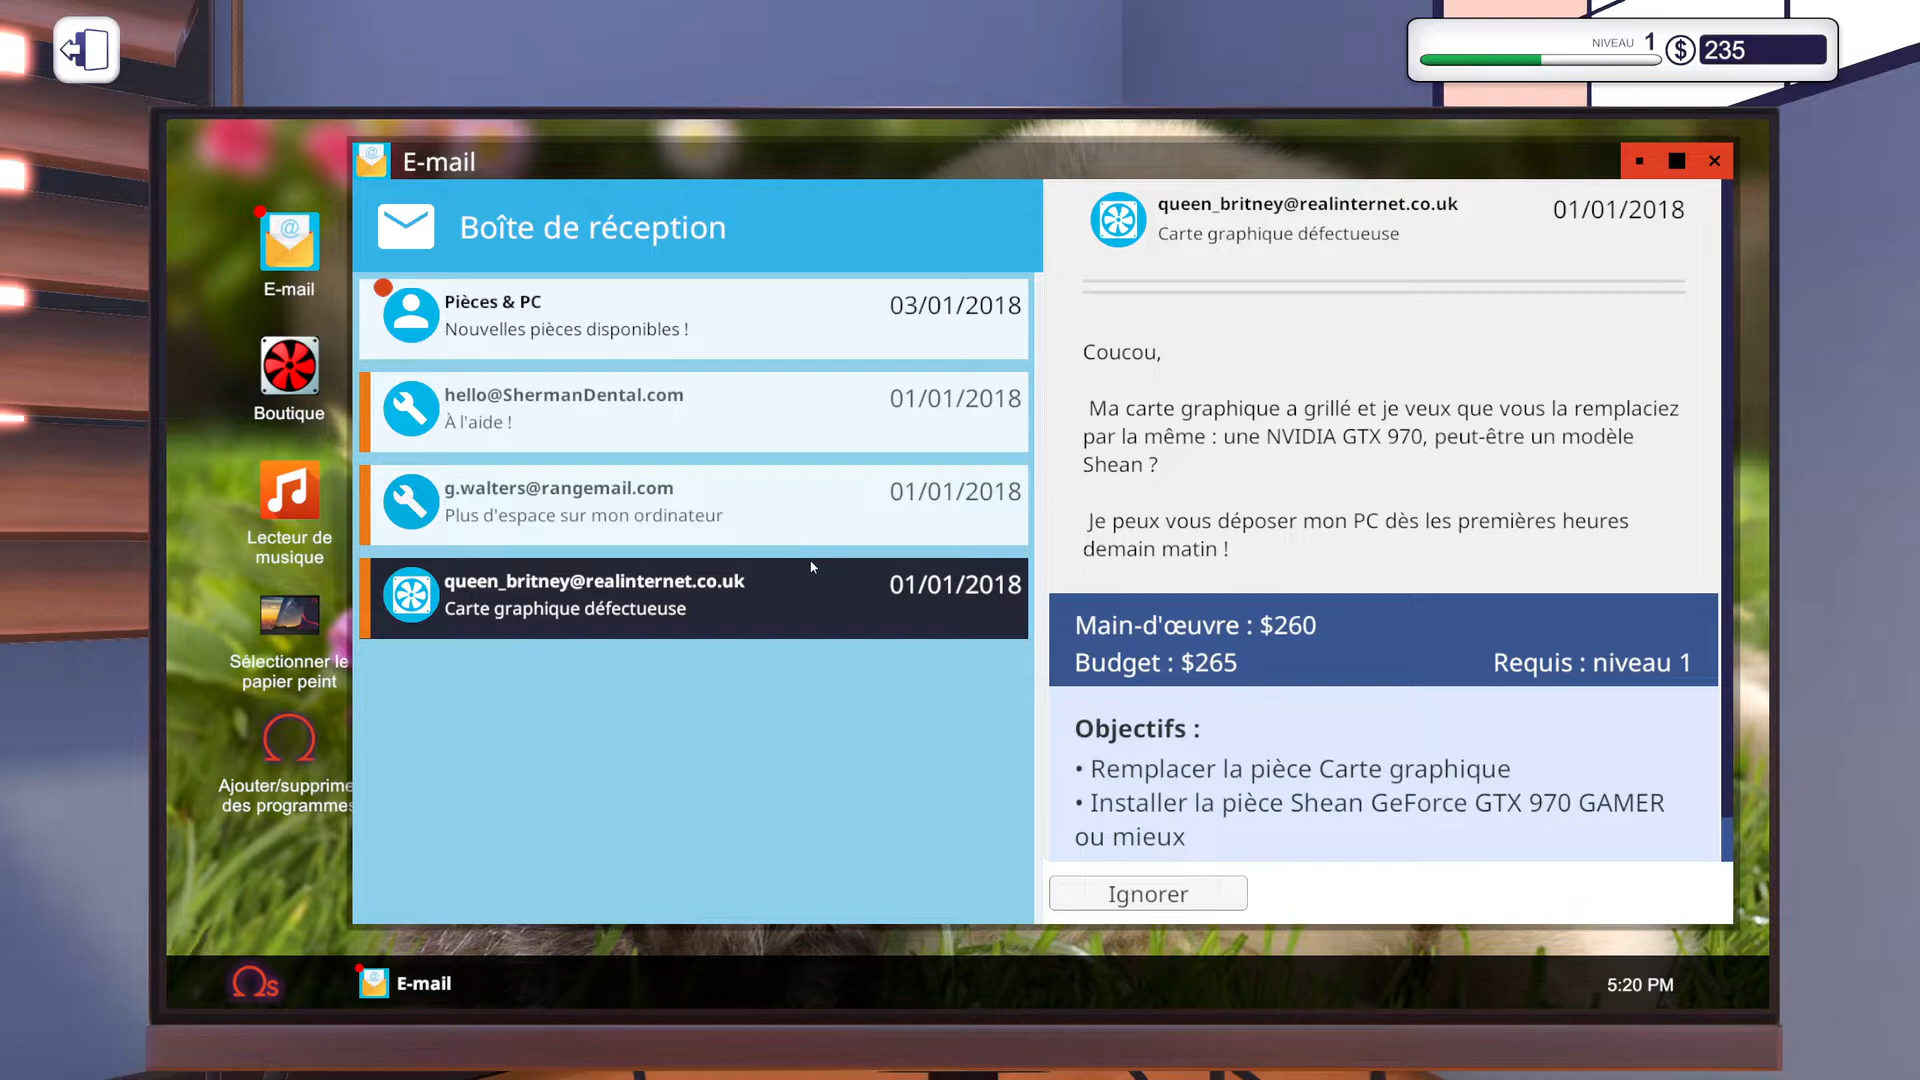 NIVEAU 1
$ 235
E-mail
Boîte de réception
Pièces & PC
03/01/2018
Nouvelles pièces disponibles !
hello@ShermanDental.com
01/01/2018
À l'aide !
g.walters@rangemail.com
01/01/2018
Plus d'espace sur mon ordinateur
queen_britney@realinternet.co.uk
01/01/2018
Carte graphique défectueuse
queen_britney@realinternet.co.uk
01/01/2018
Carte graphique défectueuse
Coucou,
Ma carte graphique a grillé et je veux que vous la remplaciez
par la même : une NVIDIA GTX 970, peut-être un modèle
Shean ?
Je peux vous déposer mon PC dès les premières heures
demain matin !
Main-d'œuvre : $260
Budget : $265
Requis : niveau 1
Objectifs :
• Remplacer la pièce Carte graphique
• Installer la pièce Shean GeForce GTX 970 GAMER
ou mieux
Ignorer
E-mail
Boutique
Lecteur de
musique
Sélectionner le
papier peint
Ajouter/supprime
des programmes
Ωs
E-mail
5:20 PM